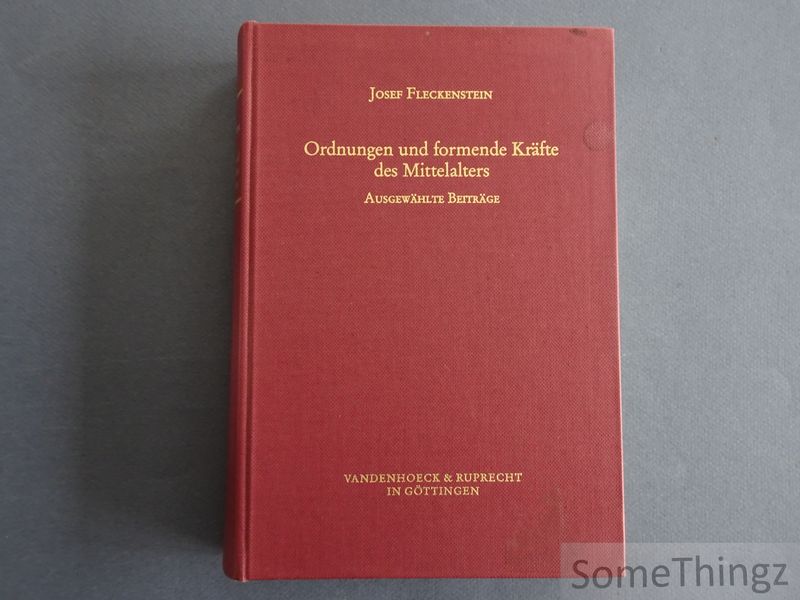 Josef Fleckenstein
Ordnungen und formende Kräfte
des Mittelalters
Ausgewählte Beiträge
VANDENHOECK & RUPRECHT
IN GÖTTINGEN
SomeThingz